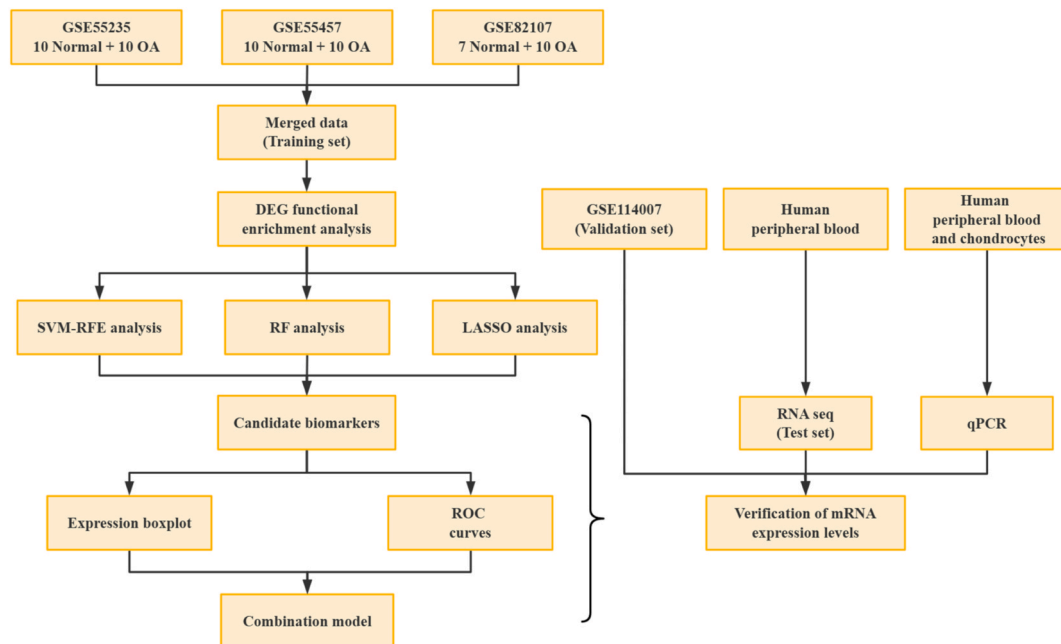 GSE55235
10 Normal + 10 OA
GSE55457
10 Normal + 10 OA
GSE82107
7 Normal + 10 OA
Merged data
(Training set)
DEG functional
enrichment analysis
SVM-RFE analysis
RF analysis
LASSO analysis
Candidate biomarkers
Expression boxplot
ROC
curves
Combination model
GSE114007
(Validation set)
Human
peripheral blood
Human
peripheral blood
and chondrocytes
RNA seq
(Test set)
qPCR
Verification of mRNA
expression levels